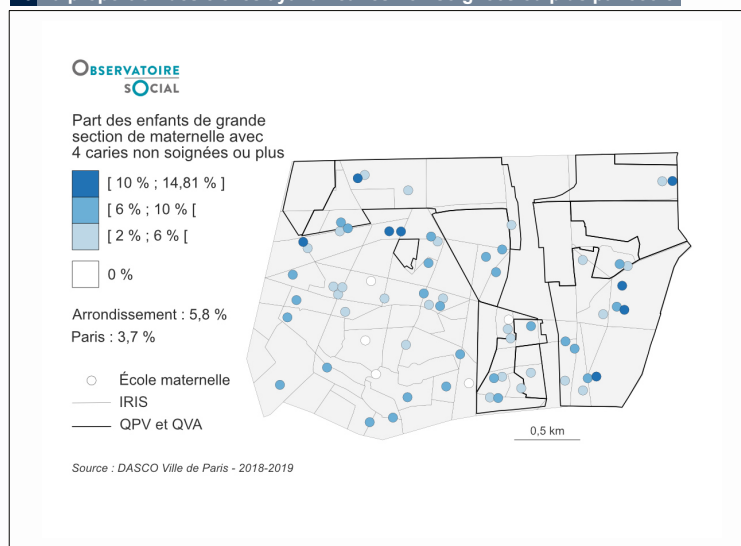 OBSERVATOIRE
SOCIAL
Part des enfants de grande
section de maternelle avec
4 caries non soignées ou plus
[ 10 % ; 14,81 % ]
[ 6 % ; 10 % [
[ 2 % ; 6 % [
0 %
Arrondissement : 5,8 %
Paris : 3,7 %
École maternelle
IRIS
QPV et QVA
0,5 km
Source : DASCO Ville de Paris - 2018-2019